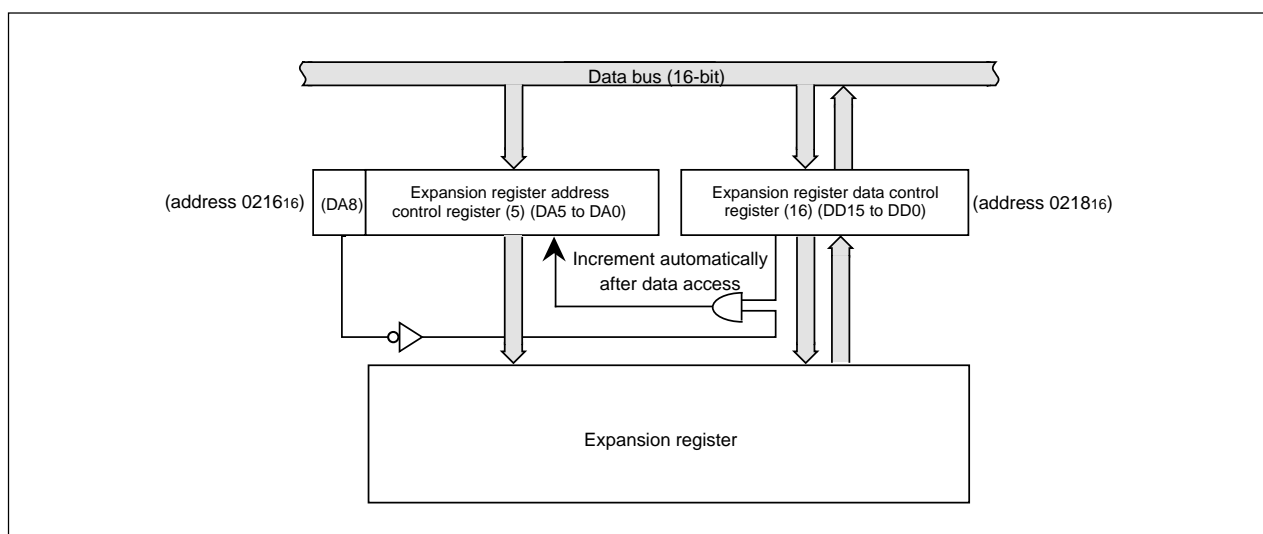 Data bus (16-bit)
(address 021616)
(DA8)
Expansion register address
control register (5) (DA5 to DA0)
Expansion register data control
register (16) (DD15 to DD0)
(address 021816)
Increment automatically
after data access
Expansion register